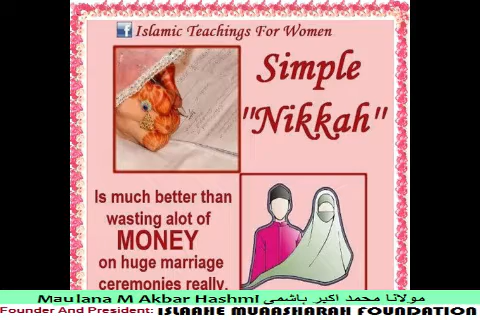 Islamic Teachings For Women
Simple
"Nikkah"
Is much better than
wasting alot of
MONEY
on huge marriage
ceremonies really.
Maulana M Akbar Hashmi مولانا محمد اکبر ہاشمی
Founder And President: ISLAAHE MUAASHARAH FOUNDATION